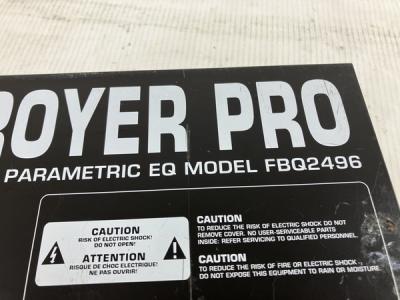 ROYER PRO
PARAMETRIC EQ MODEL FBQ2496
CAUTION
RISK OF ELECTRIC SHOCK!
DO NOT OPEN!
ATTENTION
RISQUE DE CHOC ELECTRIQUE!
NE PAS OUVRIR!
CAUTION
TO REDUCE THE RISK OF ELECTRIC SHOCK DO NOT
REMOVE COVER. NO USER-SERVICEABLE PARTS
INSIDE: REFER SERVICING TO QUALIFIED PERSONNEL.
CAUTION
TO REDUCE THE RISK OF FIRE OR ELECTRIC SHOCK
DO NOT EXPOSE THIS EQUIPMENT TO RAIN OR MOISTURE